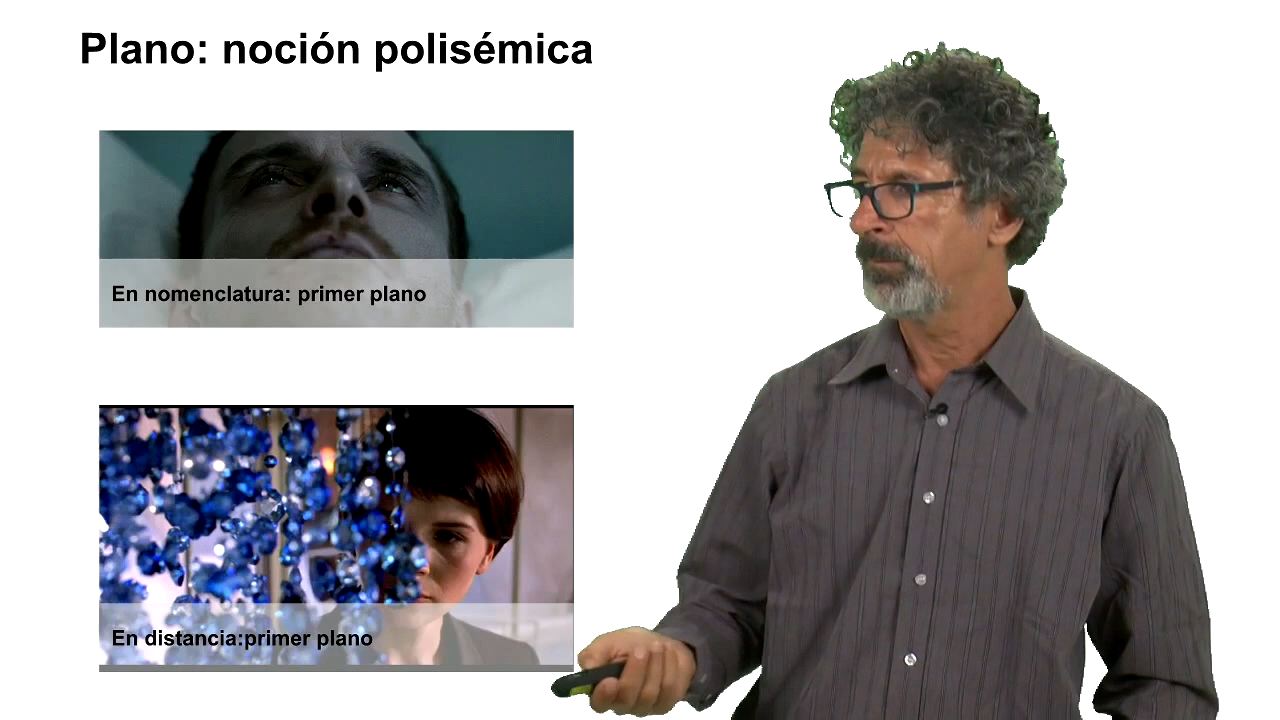 Plano: noción polisémica
En nomenclatura: primer plano
En distancia:primer plano